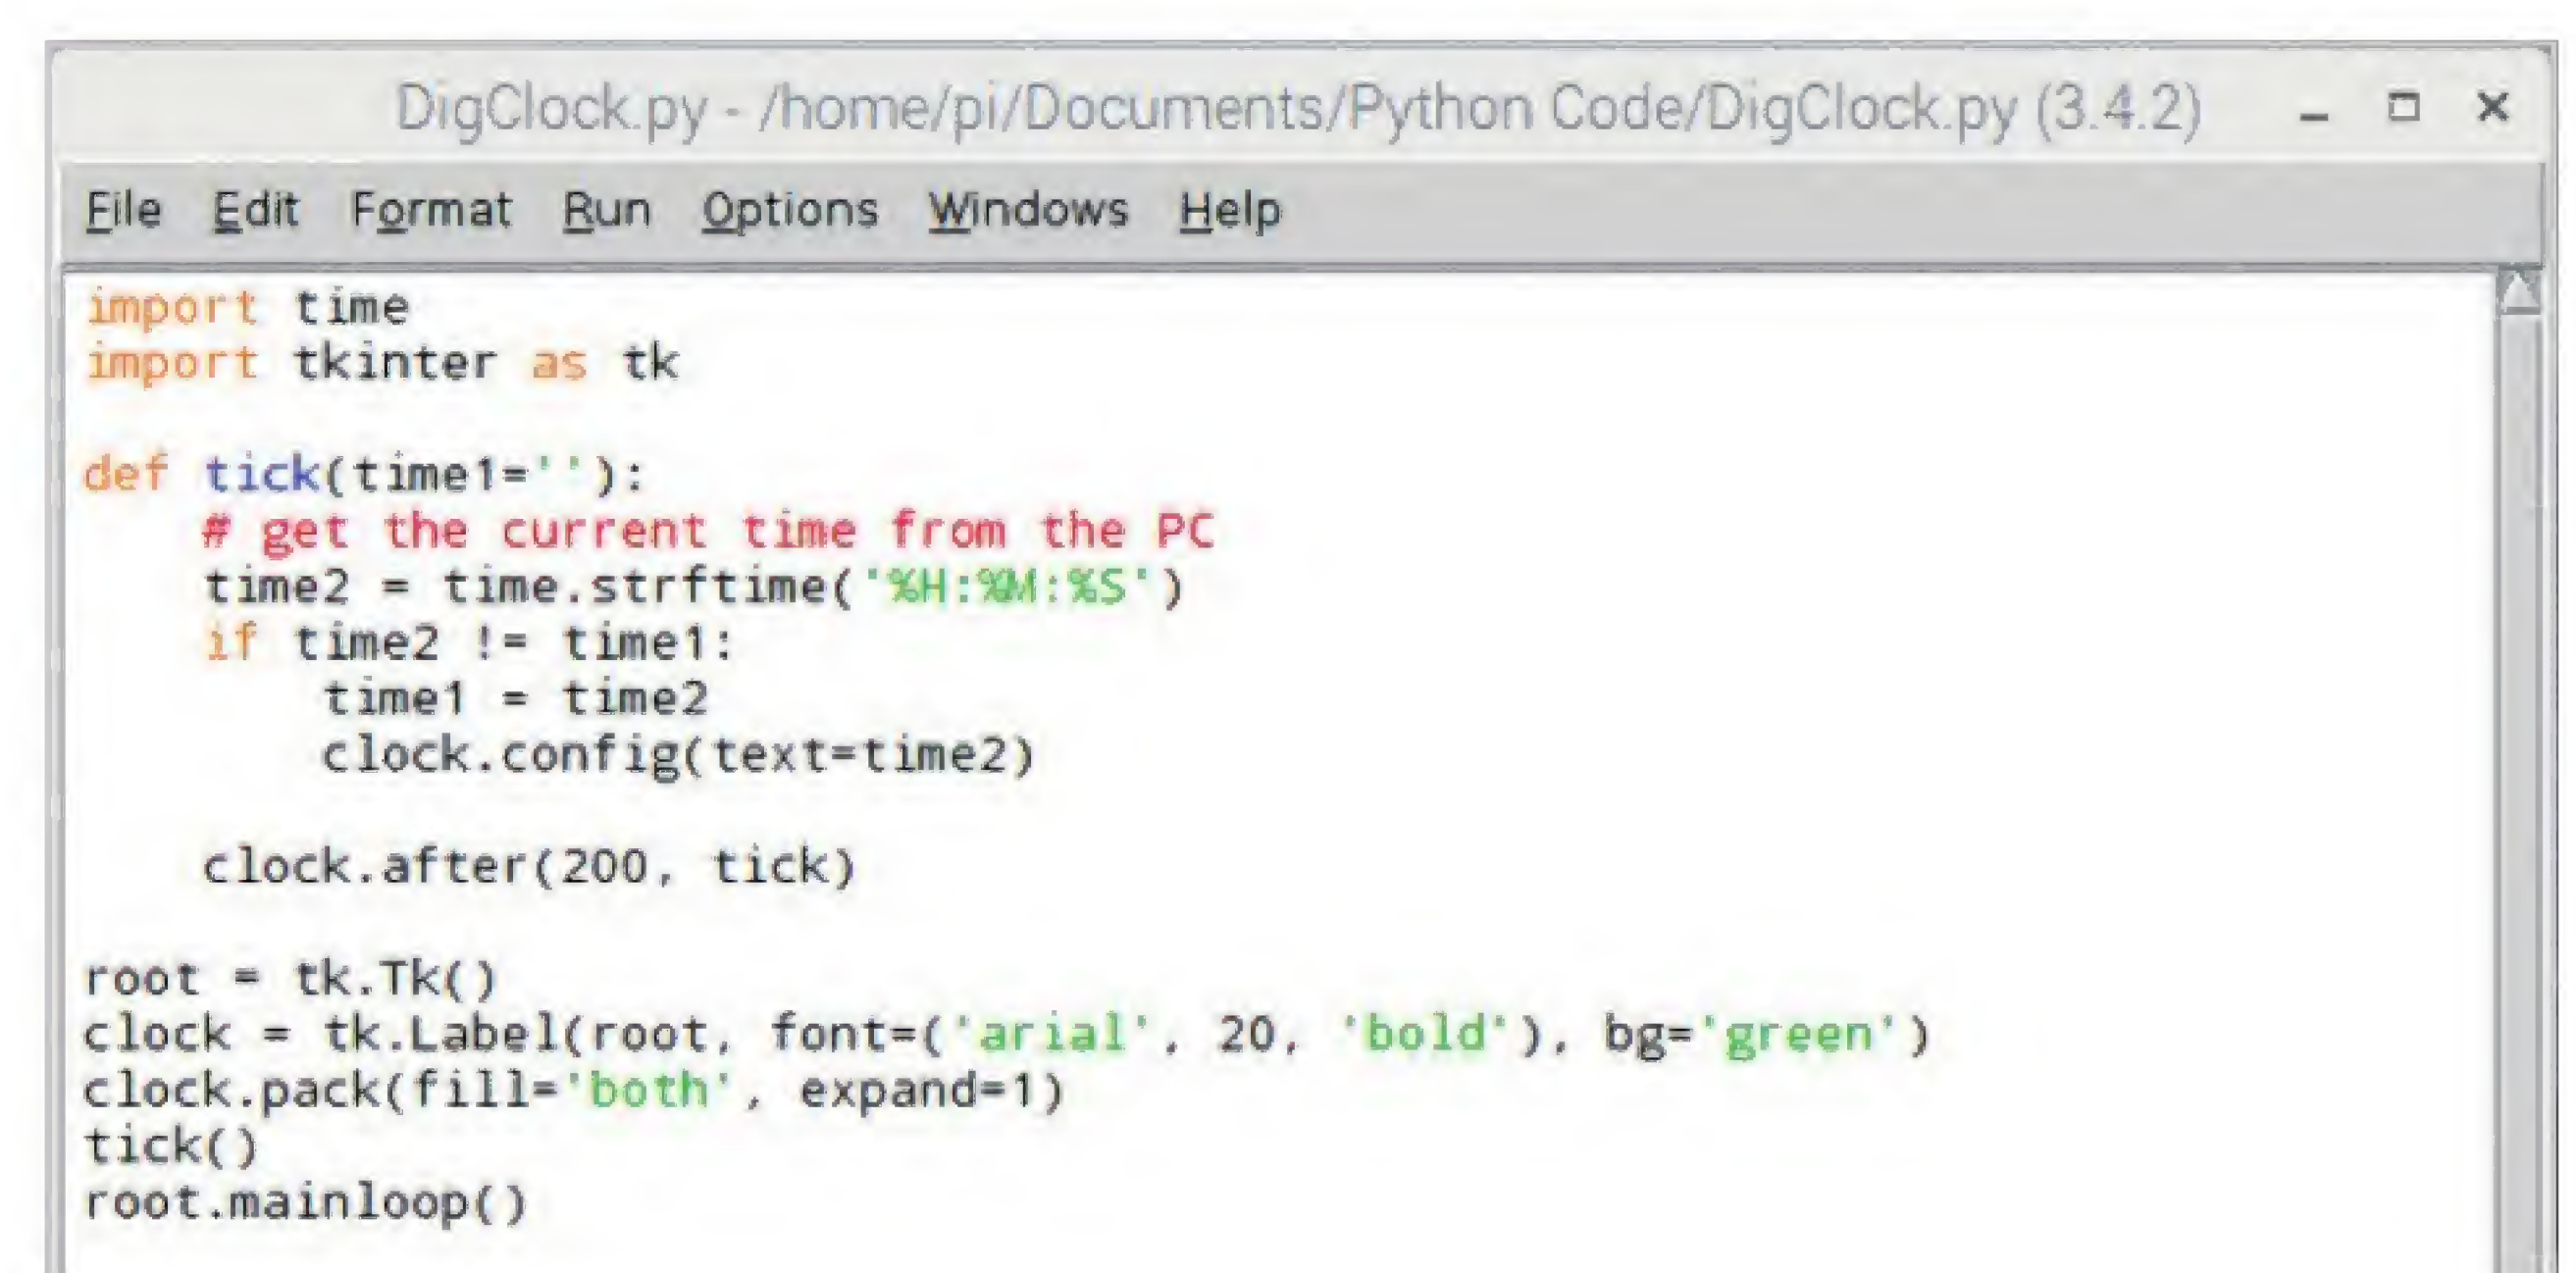 DigClock.py - /home/pi/Documents/Python Code/DigClock.py (3.4.2)
File Edit Format Run Options Windows Help
import time
import tkinter as tk
def tick(time1=''):
    # get the current time from the PC
    time2 = time.strftime('%H:%M:%S')
    if time2 != time1:
        time1 = time2
        clock.config(text=time2)
    clock.after(200, tick)
root = tk.Tk()
clock = tk.Label(root, font=('arial', 20, 'bold'), bg='green')
clock.pack(fill='both', expand=1)
tick()
root.mainloop()